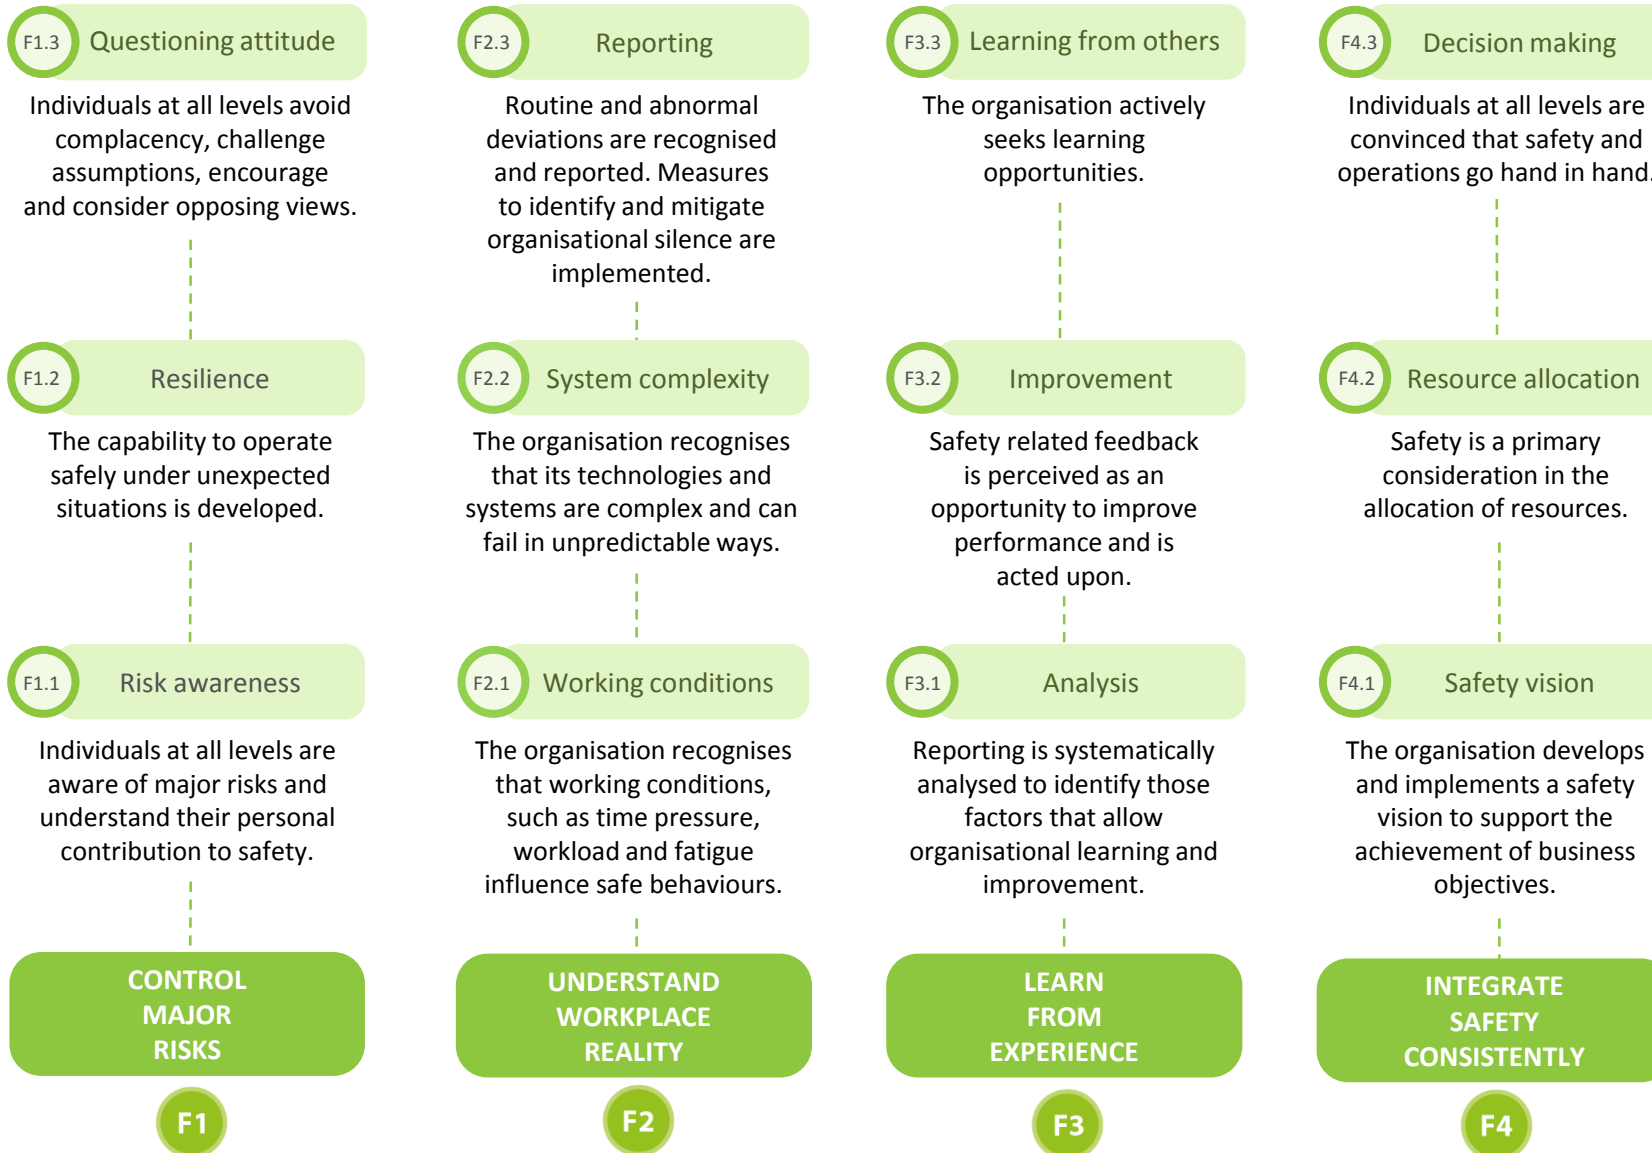 F1.3
Questioning attitude
Individuals at all levels avoid
complacency, challenge
assumptions, encourage
and consider opposing views.
F1.2
Resilience
The capability to operate
safely under unexpected
situations is developed.
F1.1
Risk awareness
Individuals at all levels are
aware of major risks and
understand their personal
contribution to safety.
CONTROL
MAJOR
RISKS
F1
F2.3
Reporting
Routine and abnormal
deviations are recognised
and reported. Measures
to identify and mitigate
organisational silence are
implemented.
F2.2
System complexity
The organisation recognises
that its technologies and
systems are complex and can
fail in unpredictable ways.
F2.1
Working conditions
The organisation recognises
that working conditions,
such as time pressure,
workload and fatigue
influence safe behaviours.
UNDERSTAND
WORKPLACE
REALITY
F2
F3.3
Learning from others
The organisation actively
seeks learning
opportunities.
F3.2
Improvement
Safety related feedback
is perceived as an
opportunity to improve
performance and is
acted upon.
F3.1
Analysis
Reporting is systematically
analysed to identify those
factors that allow
organisational learning and
improvement.
LEARN
FROM
EXPERIENCE
F3
F4.3
Decision making
Individuals at all levels are
convinced that safety and
operations go hand in hand.
F4.2
Resource allocation
Safety is a primary
consideration in the
allocation of resources.
F4.1
Safety vision
The organisation develops
and implements a safety
vision to support the
achievement of business
objectives.
INTEGRATE
SAFETY
CONSISTENTLY
F4